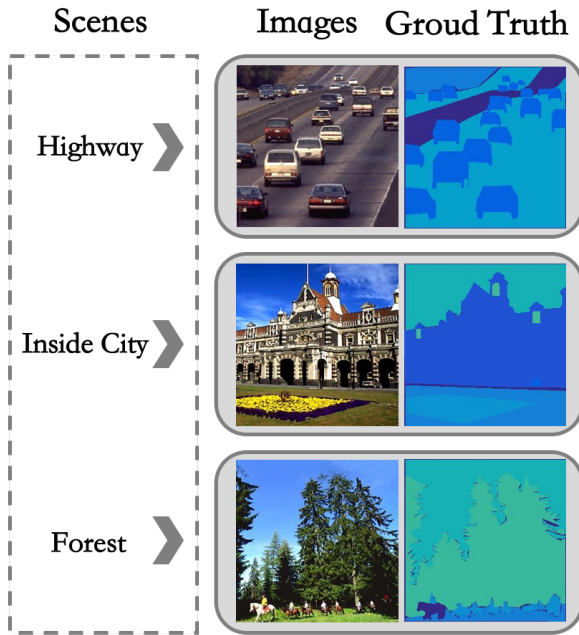 Scenes
Images
Groud Truth
Highway
Inside City
Forest